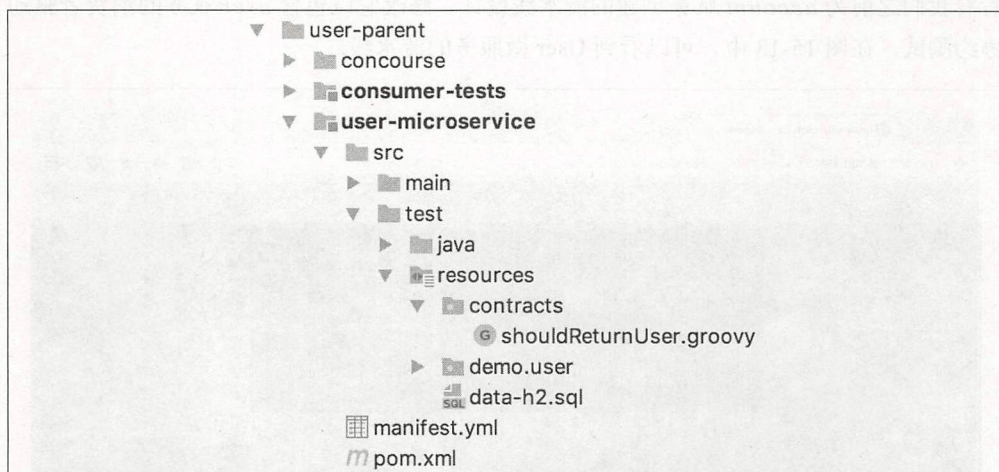 user-parent
concourse
consumer-tests
user-microservice
src
main
test
java
resources
contracts
G shouldReturnUser.groovy
demo.user
SQL data-h2.sql
manifest.yml
m pom.xml